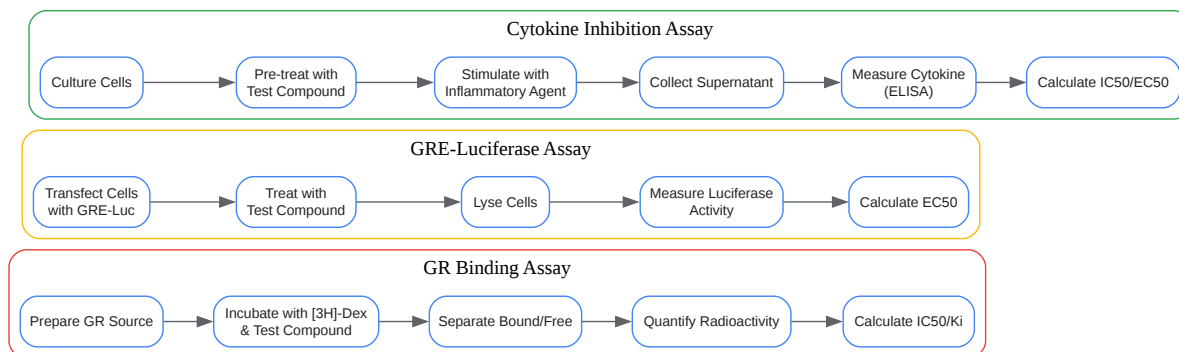 Cytokine Inhibition Assay
Culture Cells
Pre-treat with
Test Compound
Stimulate with
Inflammatory Agent
Collect Supernatant
Measure Cytokine
(ELISA)
Calculate IC50/EC50
GRE-Luciferase Assay
Transfect Cells
with GRE-Luc
Treat with
Test Compound
Lyse Cells
Measure Luciferase
Activity
Calculate EC50
GR Binding Assay
Prepare GR Source
Incubate with [3H]-Dex
& Test Compound
Separate Bound/Free
Quantify Radioactivity
Calculate IC50/Ki